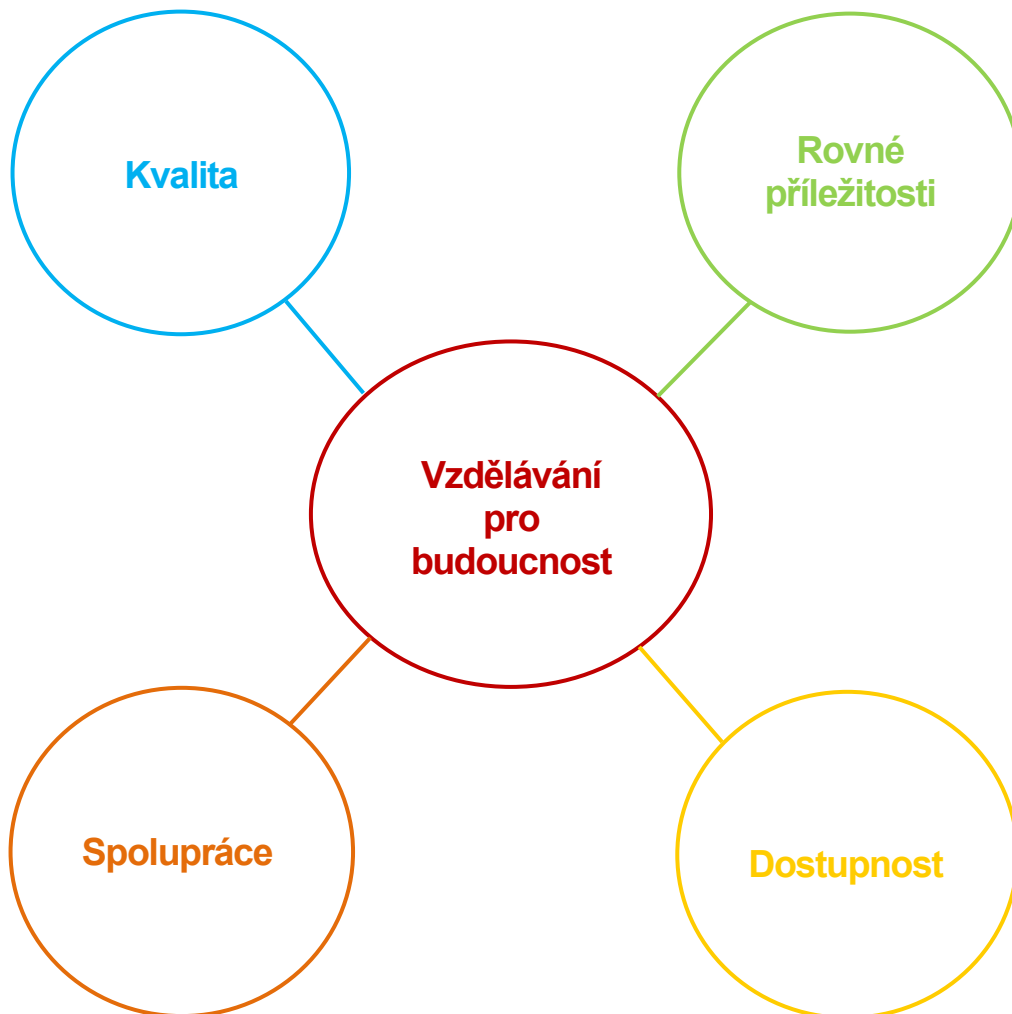 Kvalita
Rovné
příležitosti
Vzdělávání
pro
budoucnost
Spolupráce
Dostupnost